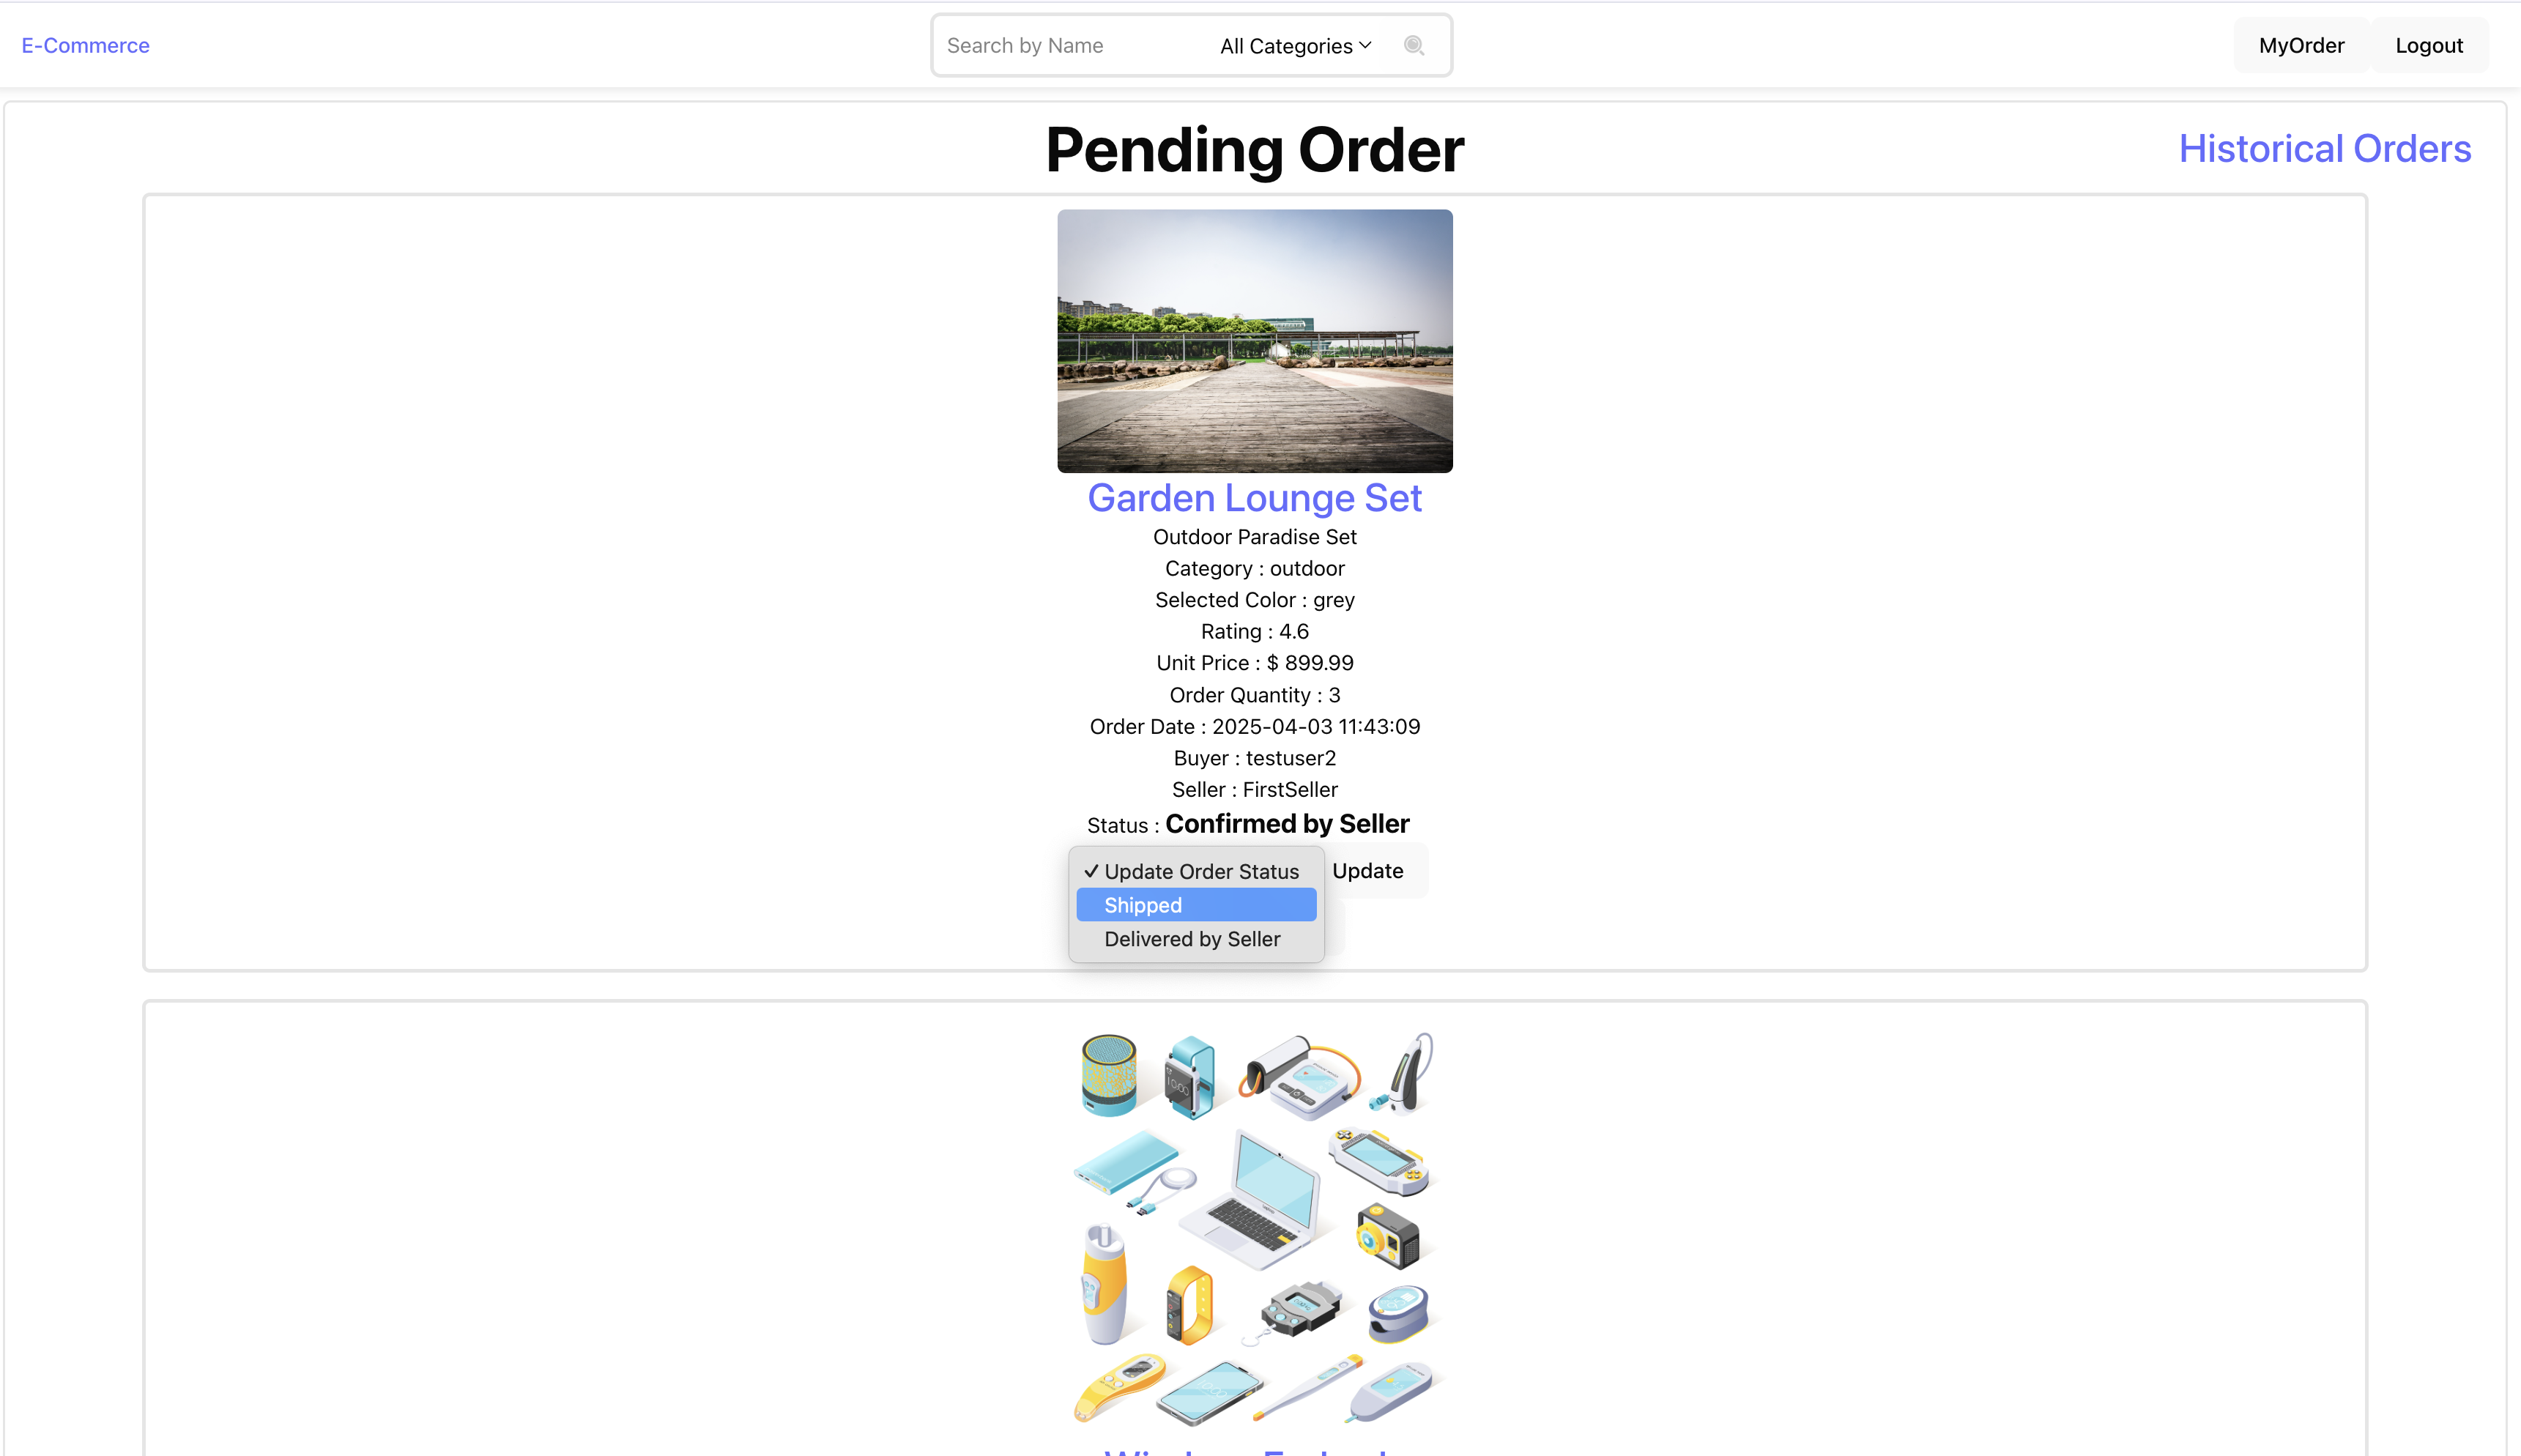 E-Commerce
Search by Name
All Categories
MyOrder
Logout
Pending Order
Historical Orders
Garden Lounge Set
Outdoor Paradise Set
Category : outdoor
Selected Color : grey
Rating : 4.6
Unit Price : $ 899.99
Order Quantity : 3
Order Date : 2025-04-03 11:43:09
Buyer : testuser2
Seller : FirstSeller
Status : Confirmed by Seller
✓ Update Order Status
Update
Shipped
Delivered by Seller
10:00